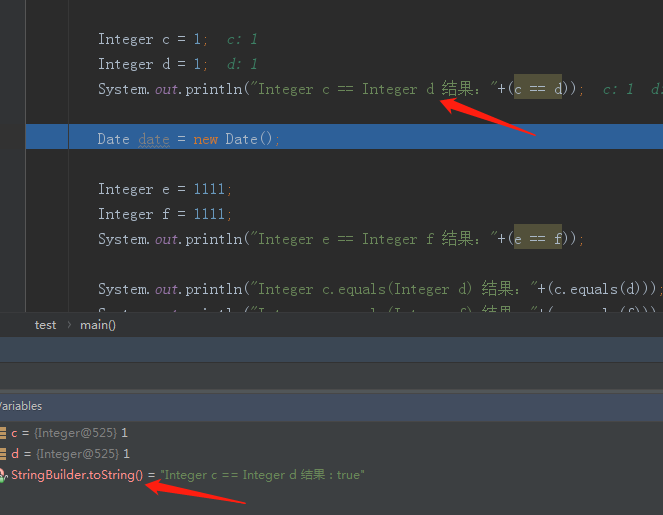 Integer c = 1;  c: 1
Integer d = 1;  d: 1
System.out.println("Integer c == Integer d 结果："+(c == d));  c: 1  d:
Date date = new Date();
Integer e = 1111;
Integer f = 1111;
System.out.println("Integer e == Integer f 结果："+(e == f));
System.out.println("Integer c.equals(Integer d) 结果："+(c.equals(d)));
test > main()
Variables
c = {Integer@525} 1
d = {Integer@525} 1
StringBuilder.toString() = "Integer c == Integer d 结果：true"